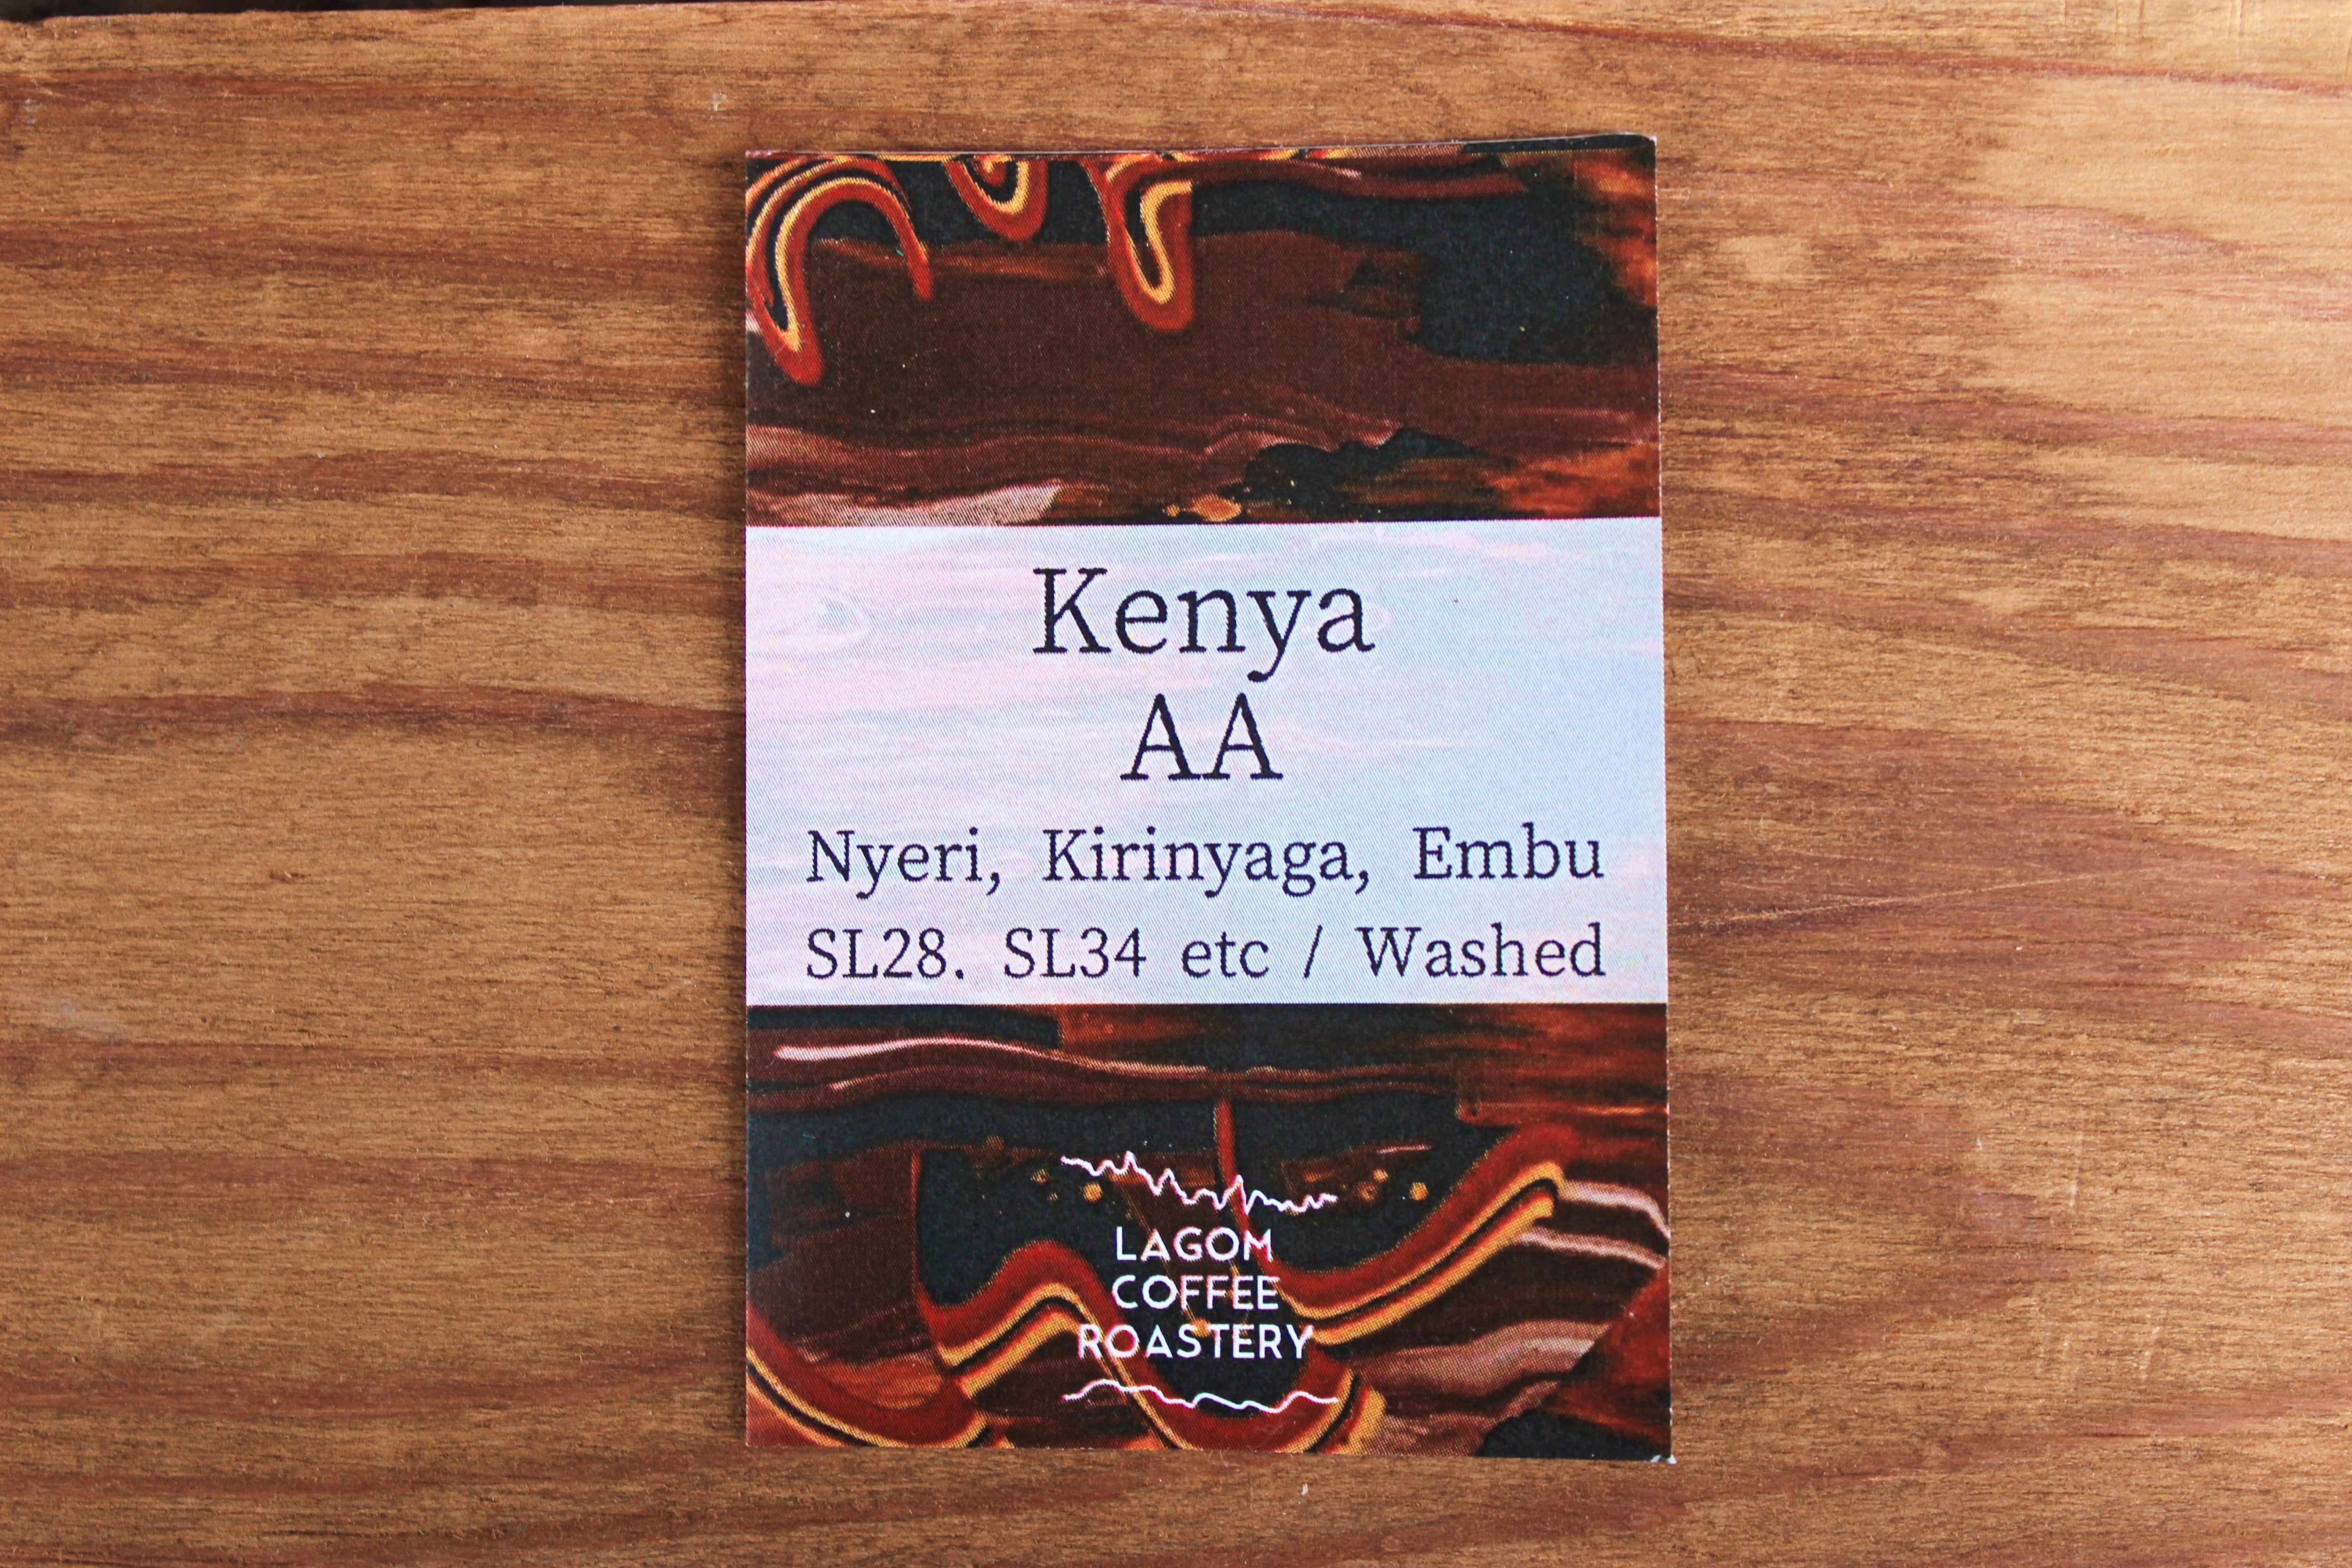 Kenya
AA
Nyeri, Kirinyaga, Embu
SL28. SL34 etc / Washed
LAGOM
COFFEE
ROASTERY